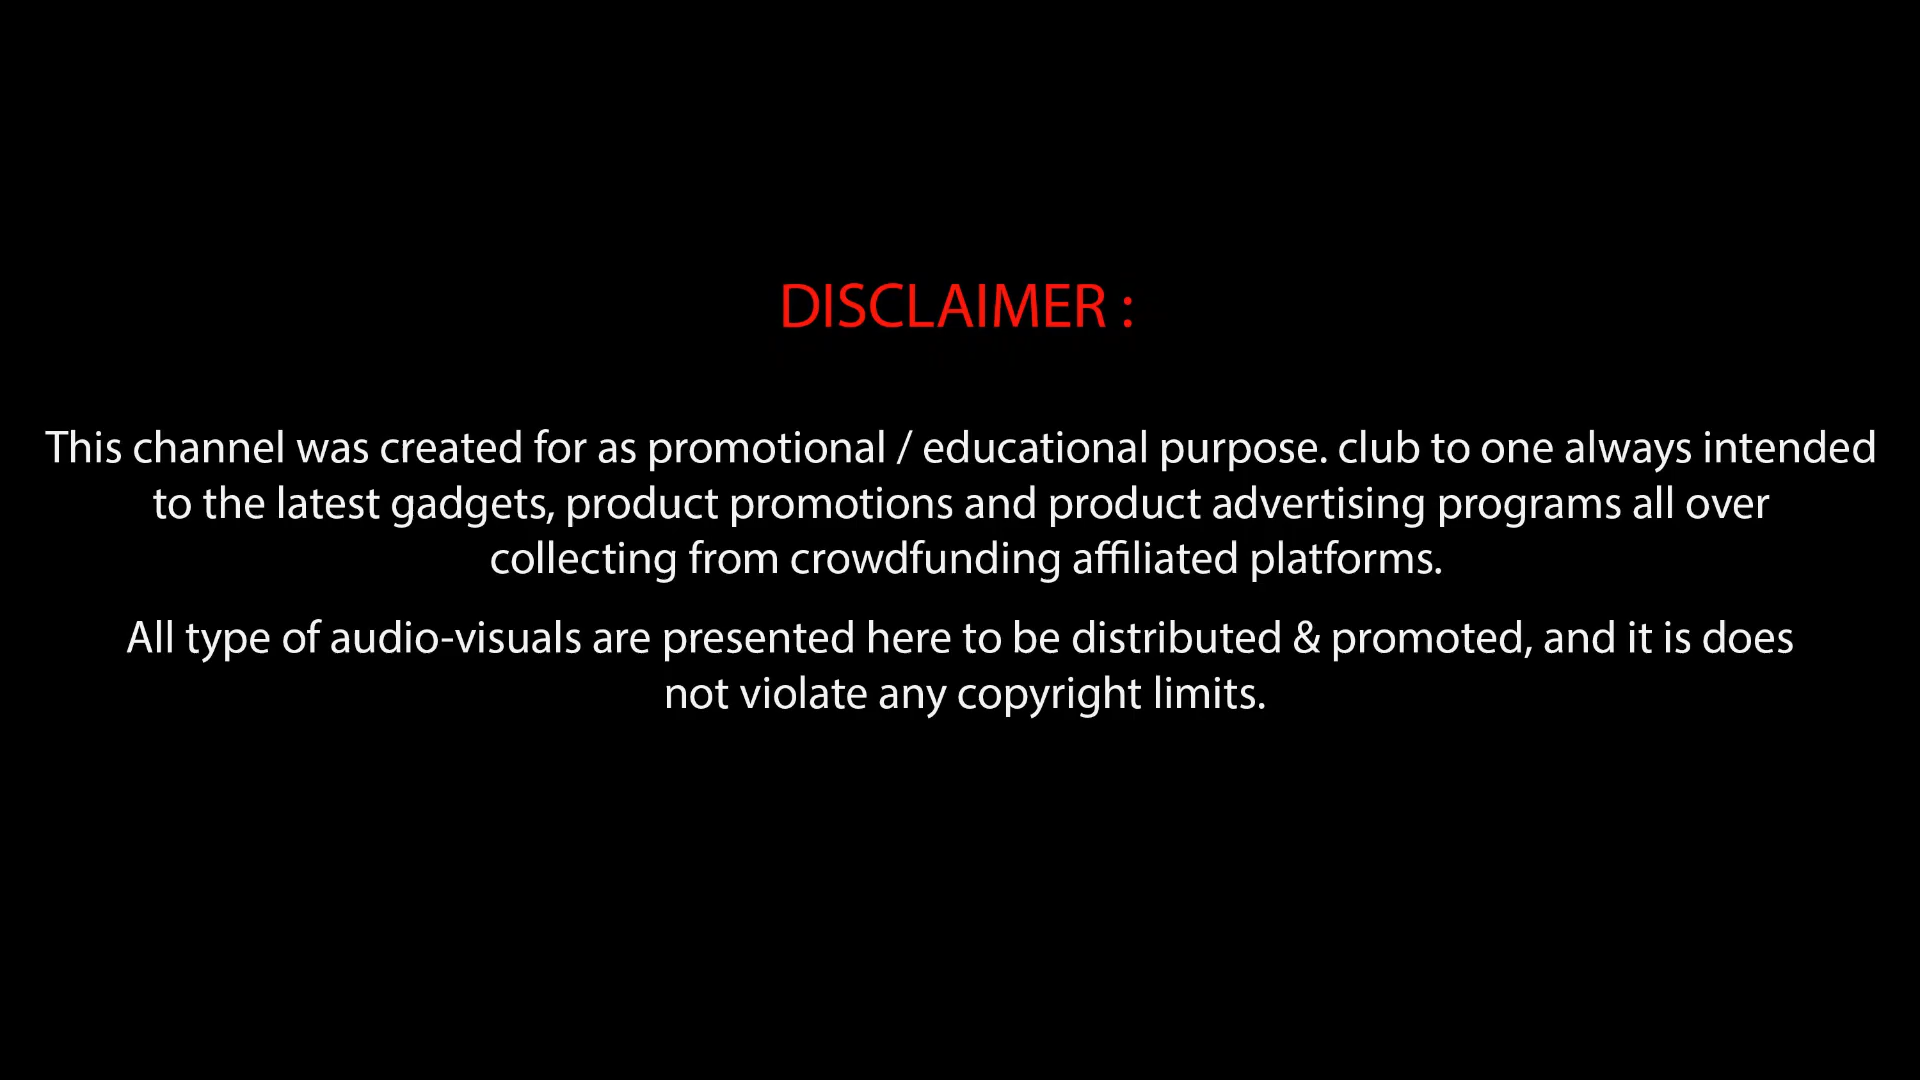 DISCLAIMER :
This channel was created for as promotional / educational purpose. club to one always intended
to the latest gadgets, product promotions and product advertising programs all over
collecting from crowdfunding affiliated platforms.
All type of audio-visuals are presented here to be distributed & promoted, and it is does
not violate any copyright limits.